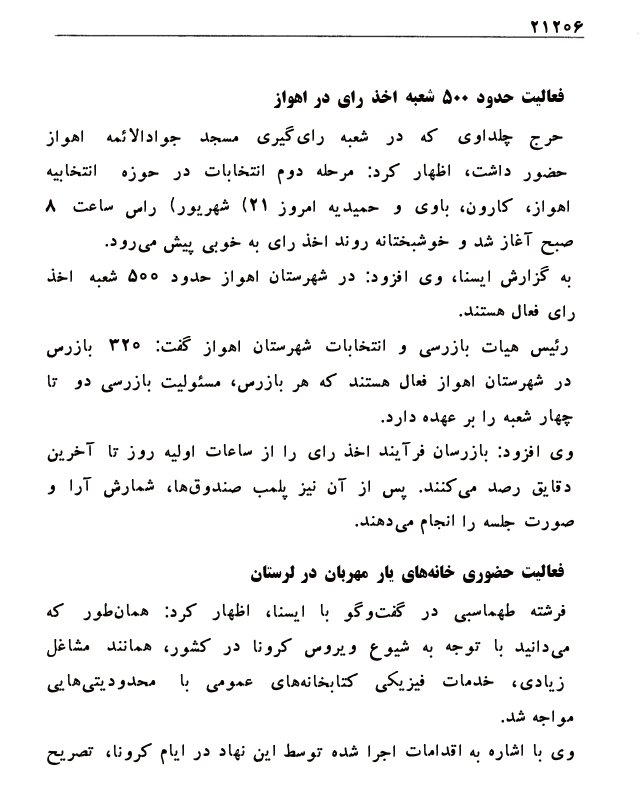 ۲۱۲۰۶
فعالیت حدود ۵۰۰ شعبه اخذ رای در اهواز
حرج چلداوی که در شعبه رای‌گیری مسجد جوادالائمه اهواز
حضور داشت، اظهار کرد: مرحله دوم انتخابات در حوزه انتخابیه
اهواز، کارون، باوی و حمیدیه امروز ۲۱) شهریور) راس ساعت ۸
صبح آغاز شد و خوشبختانه روند اخذ رای به خوبی پیش می‌رود.
به گزارش ایسنا، وی افزود: در شهرستان اهواز حدود ۵۰۰ شعبه اخذ
رای فعال هستند.
رئیس هیات بازرسی و انتخابات شهرستان اهواز گفت: ۳۲۰ بازرس
در شهرستان اهواز فعال هستند که هر بازرس، مسئولیت بازرسی دو تا
چهار شعبه را بر عهده دارد.
وی افزود: بازرسان فرآیند اخذ رای را از ساعات اولیه روز تا آخرین
دقایق رصد می‌کنند. پس از آن نیز پلمب صندوق‌ها، شمارش آرا و
صورت جلسه را انجام می‌دهند.
فعالیت حضوری خانه‌های یار مهربان در لرستان
فرشته طهماسبی در گفت‌وگو با ایسنا، اظهار کرد: همان‌طور که
می‌دانید با توجه به شیوع ویروس کرونا در کشور، همانند مشاغل
زیادی، خدمات فیزیکی کتابخانه‌های عمومی با محدودیتی‌هایی
مواجه شد.
وی با اشاره به اقدامات اجرا شده توسط این نهاد در ایام کرونا، تصریح